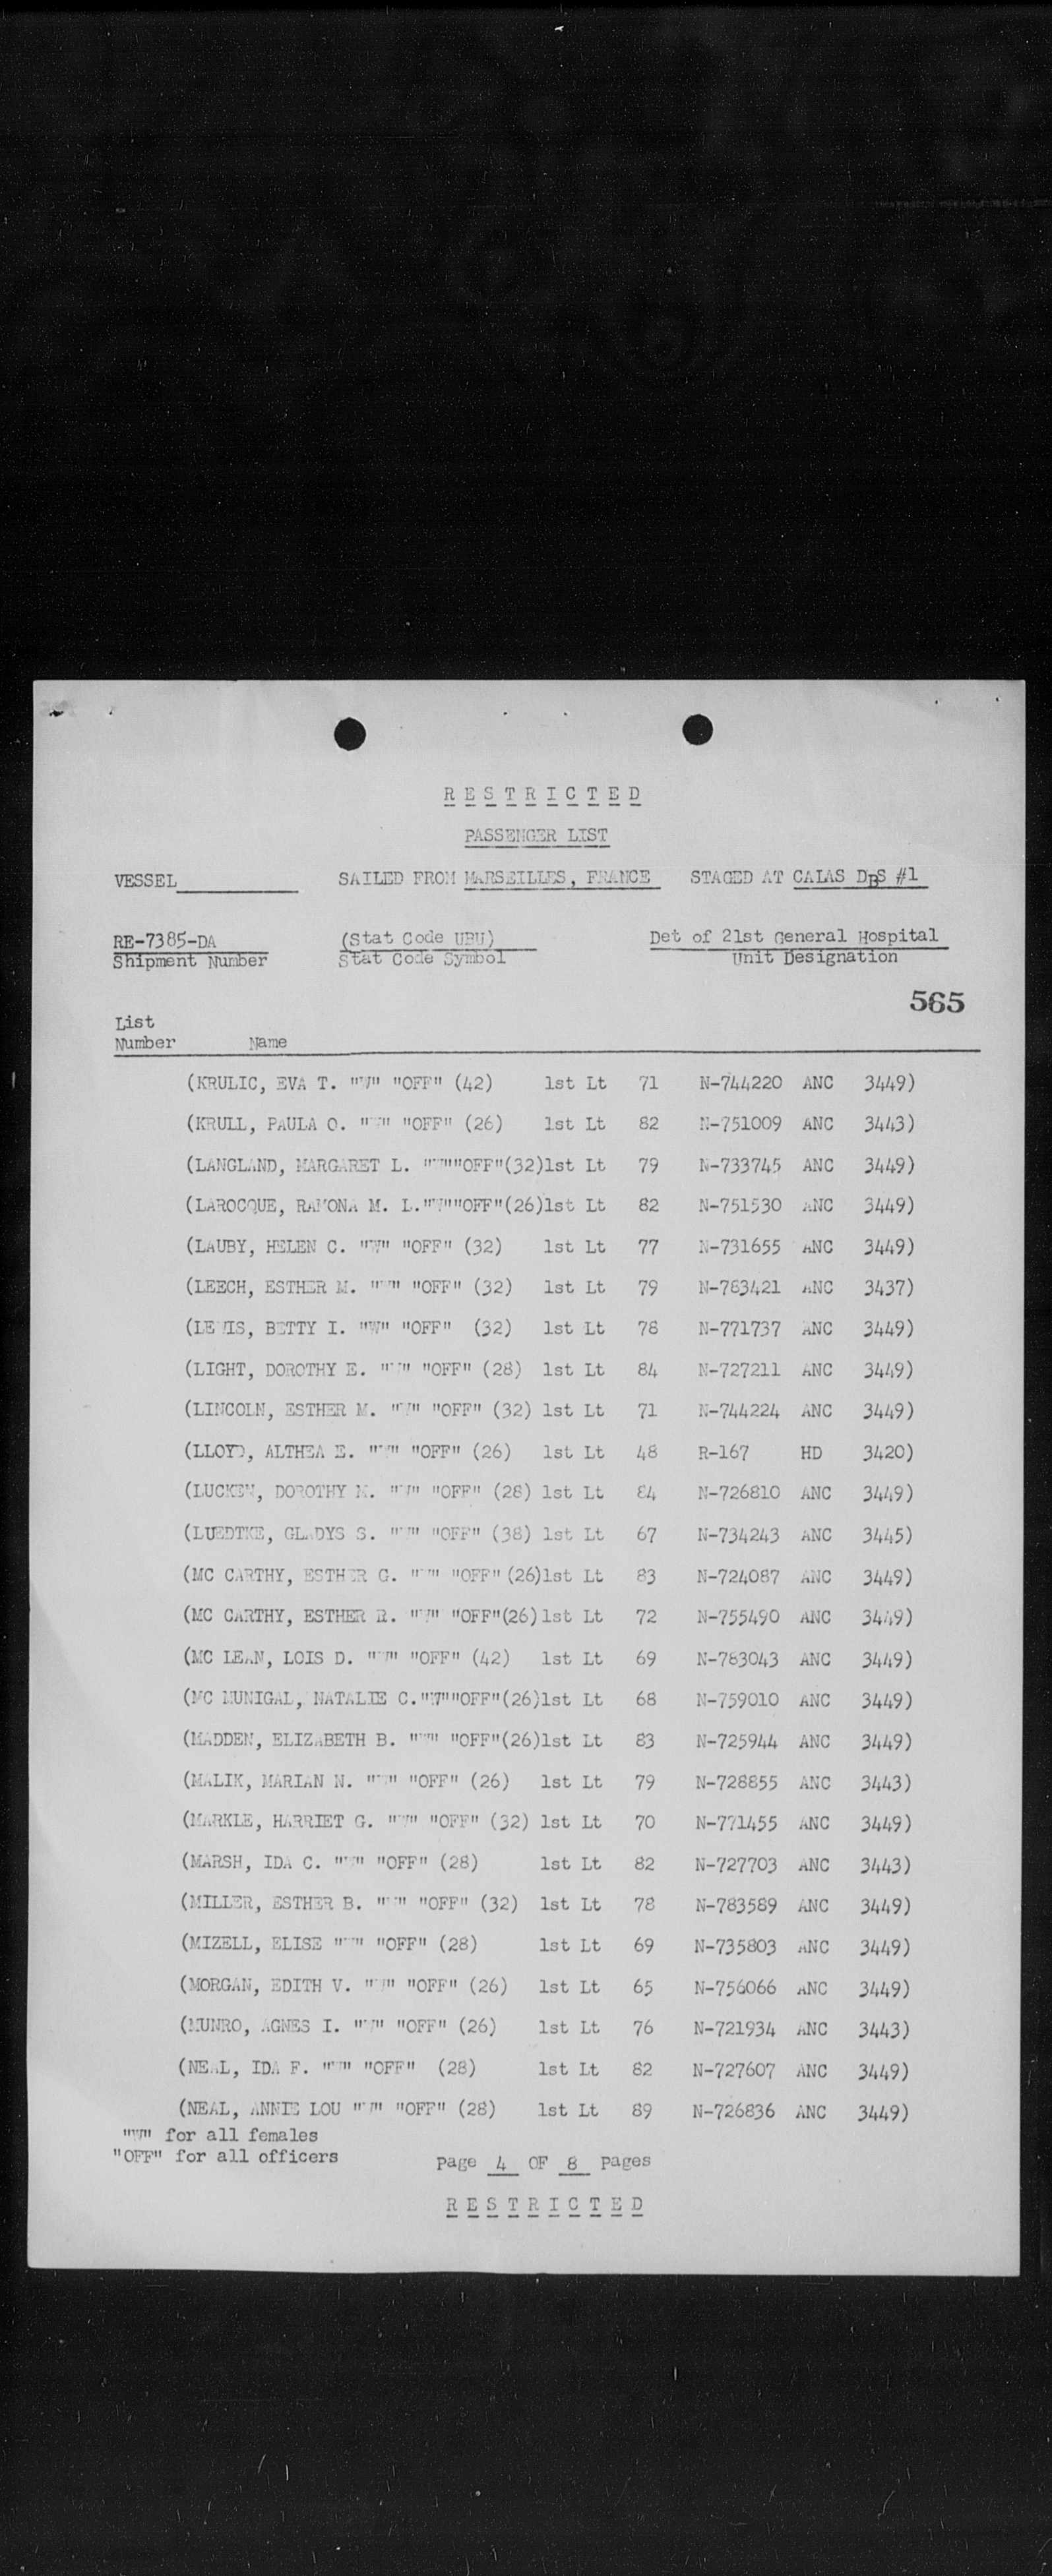 RESTRICTED
PASSENGER LIST
VESSEL SAILED FROM MARSEILLES, FRANCE STAGED AT CALAS DBS #1
RE-7385-DA (Stat Code UBU) Det of 21st General Hospital
Shipment Number Stat Code Symbol Unit Designation
565
List
Number Name
(KRULIC, EVA T. "W" "OFF" (42) 1st Lt 71 N-744220 ANC 3449)
(KRULL, PAULA O. "W" "OFF" (26) 1st Lt 82 N-751009 ANC 3443)
(LANGLAND, MARGARET L. "W""OFF"(32)1st Lt 79 N-733745 ANC 3449)
(LAROCQUE, RAMONA M. L."W""OFF"(26)1st Lt 82 N-751530 ANC 3449)
(LAUBY, HELEN C. "W" "OFF" (32) 1st Lt 77 N-731655 ANC 3449)
(LEECH, ESTHER M. "W" "OFF" (32) 1st Lt 79 N-783421 ANC 3437)
(LEWIS, BETTY I. "W" "OFF" (32) 1st Lt 78 N-771737 ANC 3449)
(LIGHT, DOROTHY E. "W" "OFF" (28) 1st Lt 84 N-727211 ANC 3449)
(LINCOLN, ESTHER M. "W" "OFF" (32) 1st Lt 71 N-744224 ANC 3449)
(LLOYD, ALTHEA E. "W" "OFF" (26) 1st Lt 48 R-167 HD 3420)
(LUCKEN, DOROTHY M. "W" "OFF" (28) 1st Lt 84 N-726810 ANC 3449)
(LUEDTKE, GLADYS S. "W" "OFF" (38) 1st Lt 67 N-734243 ANC 3445)
(MC CARTHY, ESTHER G. "W" "OFF" (26)1st Lt 83 N-724087 ANC 3449)
(MC CARTHY, ESTHER R. "W" "OFF"(26)1st Lt 72 N-755490 ANC 3449)
(MC LEAN, LOIS D. "W" "OFF" (42) 1st Lt 69 N-783043 ANC 3449)
(MC MUNIGAL, NATALIE C."W""OFF"(26)1st Lt 68 N-759010 ANC 3449)
(MADDEN, ELIZABETH B. "W" "OFF"(26)1st Lt 83 N-725944 ANC 3449)
(MALIK, MARIAN N. "W" "OFF" (26) 1st Lt 79 N-728855 ANC 3443)
(MARKLE, HARRIET G. "W" "OFF" (32) 1st Lt 70 N-771455 ANC 3449)
(MARSH, IDA C. "W" "OFF" (28) 1st Lt 82 N-727703 ANC 3443)
(MILLER, ESTHER B. "W" "OFF" (32) 1st Lt 78 N-783589 ANC 3449)
(MIZELL, ELISE "W" "OFF" (28) 1st Lt 69 N-735803 ANC 3449)
(MORGAN, EDITH V. "W" "OFF" (26) 1st Lt 65 N-756066 ANC 3449)
(MUNRO, AGNES I. "W" "OFF" (26) 1st Lt 76 N-721934 ANC 3443)
(NEAL, IDA F. "W" "OFF" (28) 1st Lt 82 N-727607 ANC 3449)
(NEAL, ANNIE LOU "W" "OFF" (28) 1st Lt 89 N-726836 ANC 3449)
"W" for all females
"OFF" for all officers
Page 4 OF 8 Pages
RESTRICTED